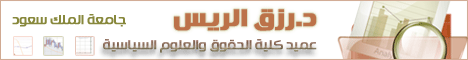 د.رزق الريس
جامعة الملك سعود
عميد كلية الحقوق والعلوم السياسية